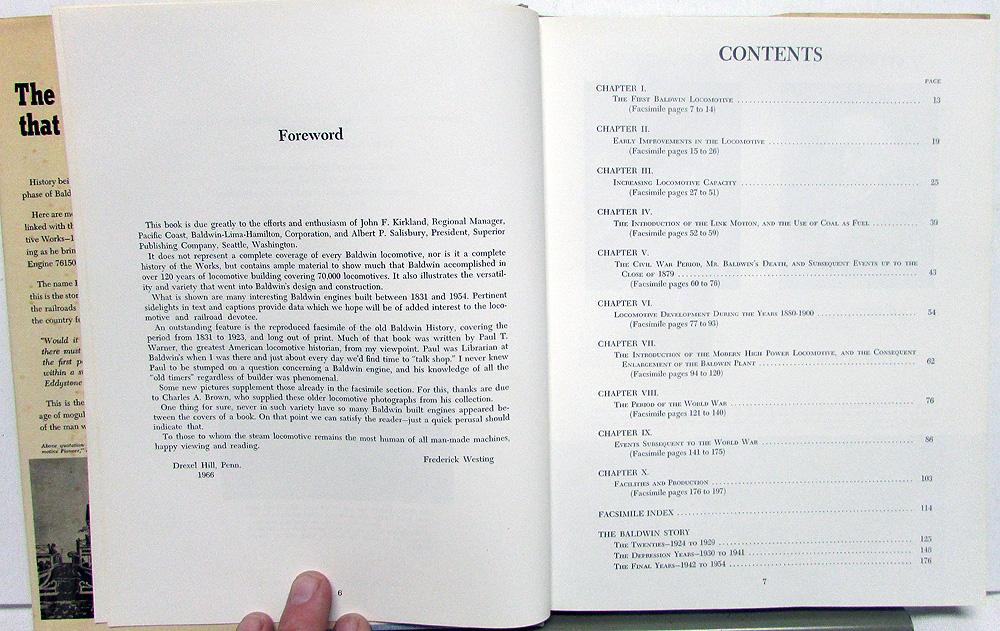 The
that
History bei
phase of Bald
Here are m
linked with th
tive Works—1
ing as he brin
Engine 76150
The name I
this is the stor
the railroads
the country f
"Would it
there must
the first p
within a s
Eddystone
This is the
age of mogul
of the man w
Above quotation
motive Pioneers,"
Foreword
This book is due greatly to the efforts and enthusiasm of John F. Kirkland, Regional Manager,
Pacific Coast, Baldwin-Lima-Hamilton, Corporation, and Albert P. Salisbury, President, Superior
Publishing Company, Seattle, Washington.
It does not represent a complete coverage of every Baldwin locomotive, nor is it a complete
history of the Works, but contains ample material to show much that Baldwin accomplished in
over 120 years of locomotive building covering 70,000 locomotives. It also illustrates the versatil-
ity and variety that went into Baldwin's design and construction.
What is shown are many interesting Baldwin engines built between 1831 and 1954. Pertinent
sidelights in text and captions provide data which we hope will be of added interest to the loco-
motive and railroad devotee.
An outstanding feature is the reproduced facsimile of the old Baldwin History, covering the
period from 1831 to 1923, and long out of print. Much of that book was written by Paul T.
Warner, the greatest American locomotive historian, from my viewpoint. Paul was Librarian at
Baldwin's when I was there and just about every day we'd find time to "talk shop." I never knew
Paul to be stumped on a question concerning a Baldwin engine, and his knowledge of all the
"old timers" regardless of builder was phenomenal.
Some new pictures supplement those already in the facsimile section. For this, thanks are due
to Charles A. Brown, who supplied these older locomotive photographs from his collection.
One thing for sure, never in such variety have so many Baldwin built engines appeared be-
tween the covers of a book. On that point we can satisfy the reader—just a quick perusal should
indicate that.
To those to whom the steam locomotive remains the most human of all man-made machines,
happy viewing and reading.
Frederick Westing
Drexel Hill, Penn.
1966
6
CONTENTS
PAGE
CHAPTER I.
The First Baldwin Locomotive 13
(Facsimile pages 7 to 14)
CHAPTER II.
Early Improvements in the Locomotive 19
(Facsimile pages 15 to 26)
CHAPTER III.
Increasing Locomotive Capacity 25
(Facsimile pages 27 to 51)
CHAPTER IV.
The Introduction of the Link Motion, and the Use of Coal as Fuel 39
(Facsimile pages 52 to 59)
CHAPTER V.
The Civil War Period, Mr. Baldwin's Death, and Subsequent Events up to the
Close of 1879 43
(Facsimile pages 60 to 76)
CHAPTER VI.
Locomotive Development During the Years 1880-1900 54
(Facsimile pages 77 to 93)
CHAPTER VII.
The Introduction of the Modern High Power Locomotive, and the Consequent
Enlargement of the Baldwin Plant 62
(Facsimile pages 94 to 120)
CHAPTER VIII.
The Period of the World War 76
(Facsimile pages 121 to 140)
CHAPTER IX.
Events Subsequent to the World War 86
(Facsimile pages 141 to 175)
CHAPTER X.
Facilities and Production 103
(Facsimile pages 176 to 197)
FACSIMILE INDEX 114
THE BALDWIN STORY
The Twenties—1924 to 1929 125
The Depression Years—1930 to 1941 148
The Final Years—1942 to 1954 176
7